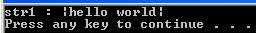 str1 : ¦hello world¦
Press any key to continue . . .